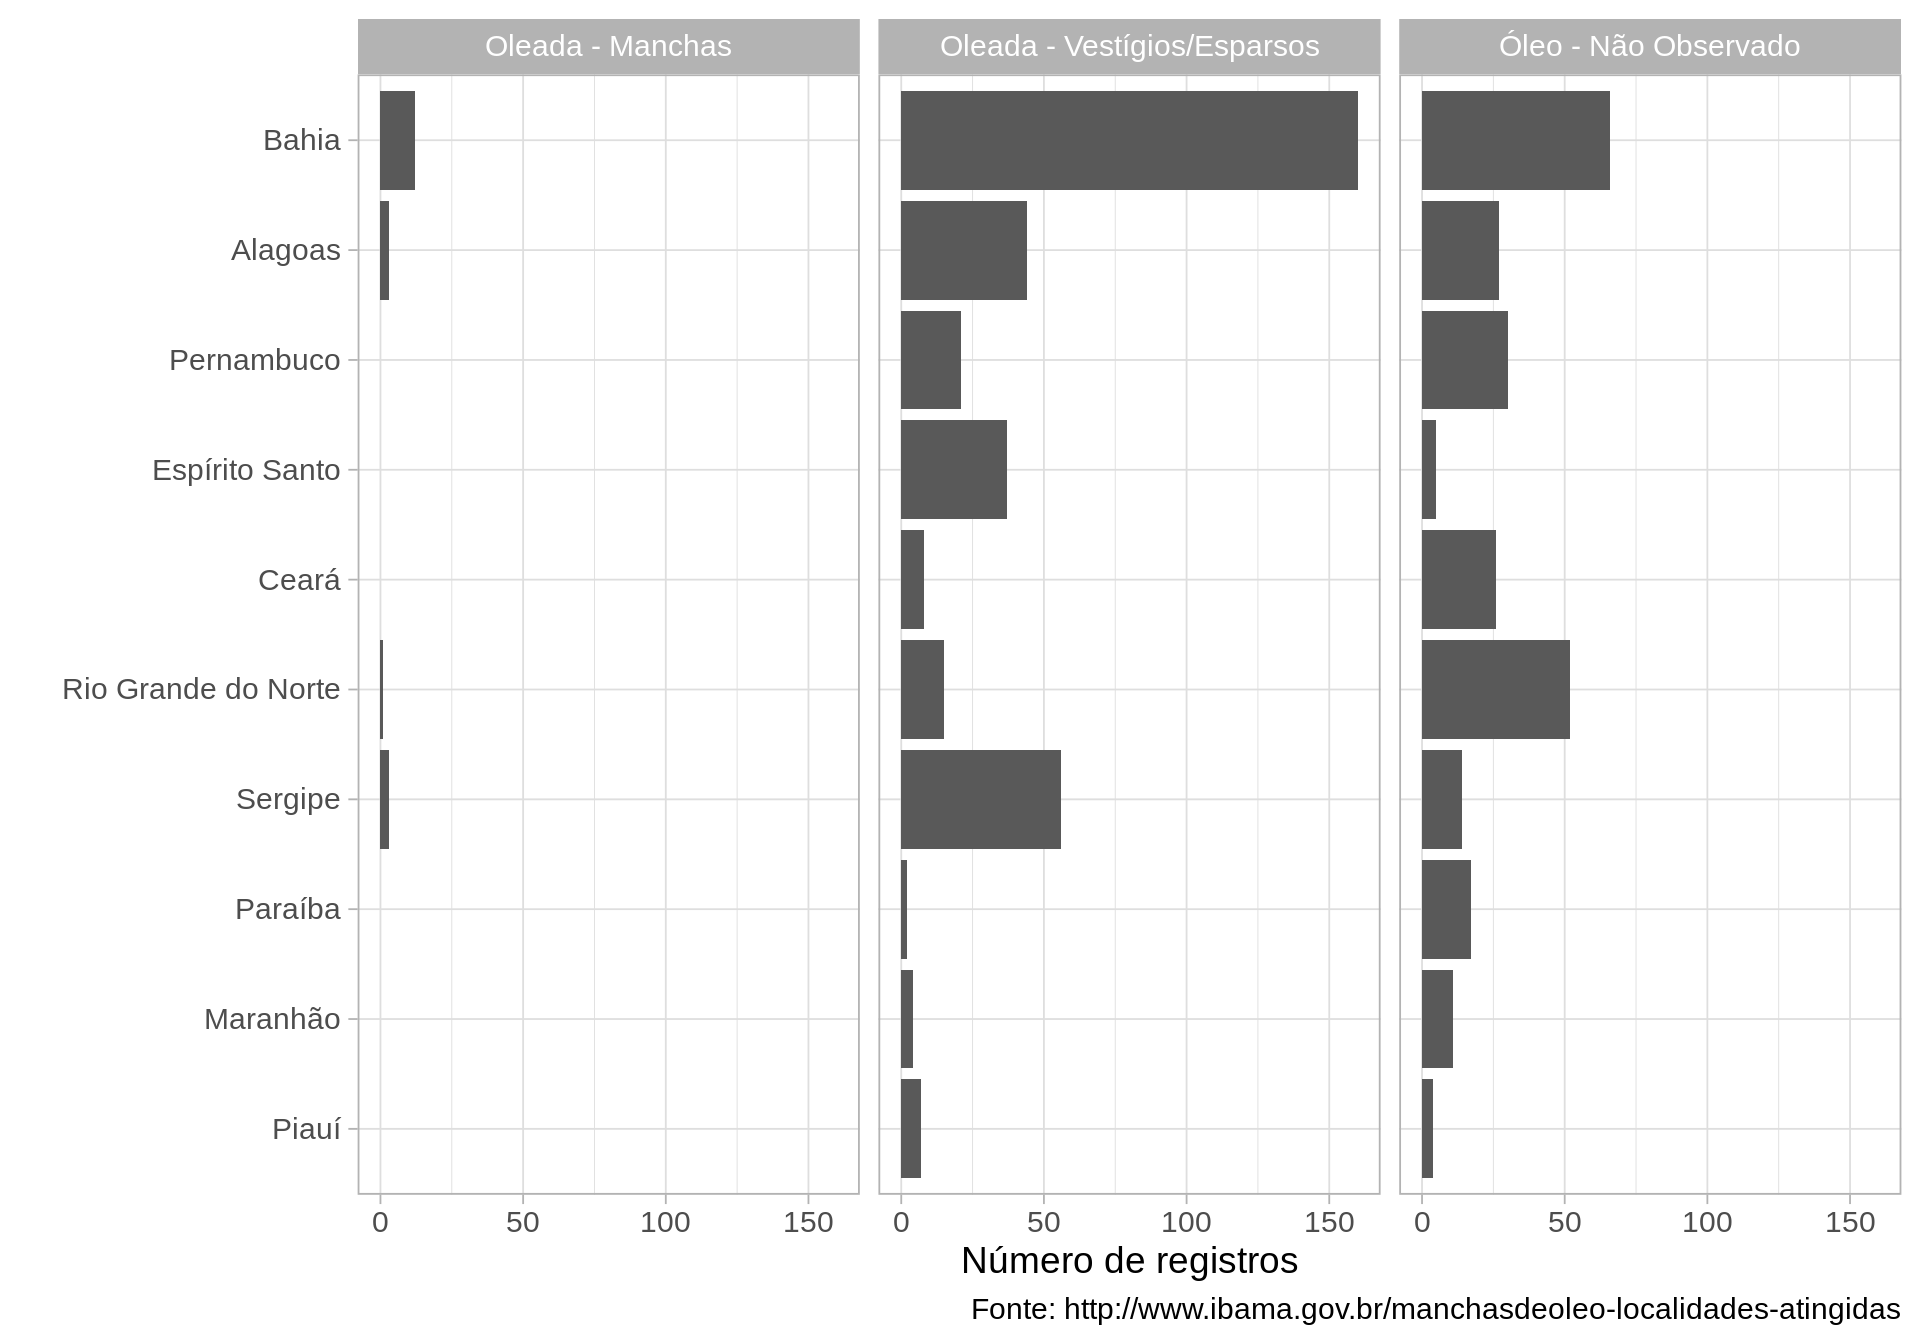 Oleada - Manchas
Oleada - Vestígios/Esparsos
Óleo - Não Observado
Bahia
Alagoas
Pernambuco
Espírito Santo
Ceará
Rio Grande do Norte
Sergipe
Paraíba
Maranhão
Piauí
0 50 100 150
0 50 100 150
0 50 100 150
Número de registros
Fonte: http://www.ibama.gov.br/manchasdeoleo-localidades-atingidas